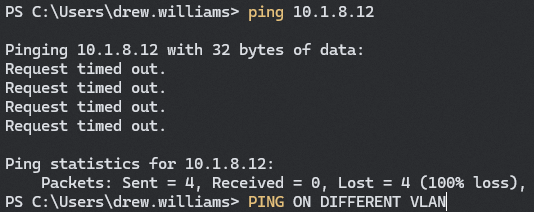 PS C:\Users\drew.williams> ping 10.1.8.12
Pinging 10.1.8.12 with 32 bytes of data:
Request timed out.
Request timed out.
Request timed out.
Request timed out.
Ping statistics for 10.1.8.12:
    Packets: Sent = 4, Received = 0, Lost = 4 (100% loss),
PS C:\Users\drew.williams> PING ON DIFFERENT VLAN